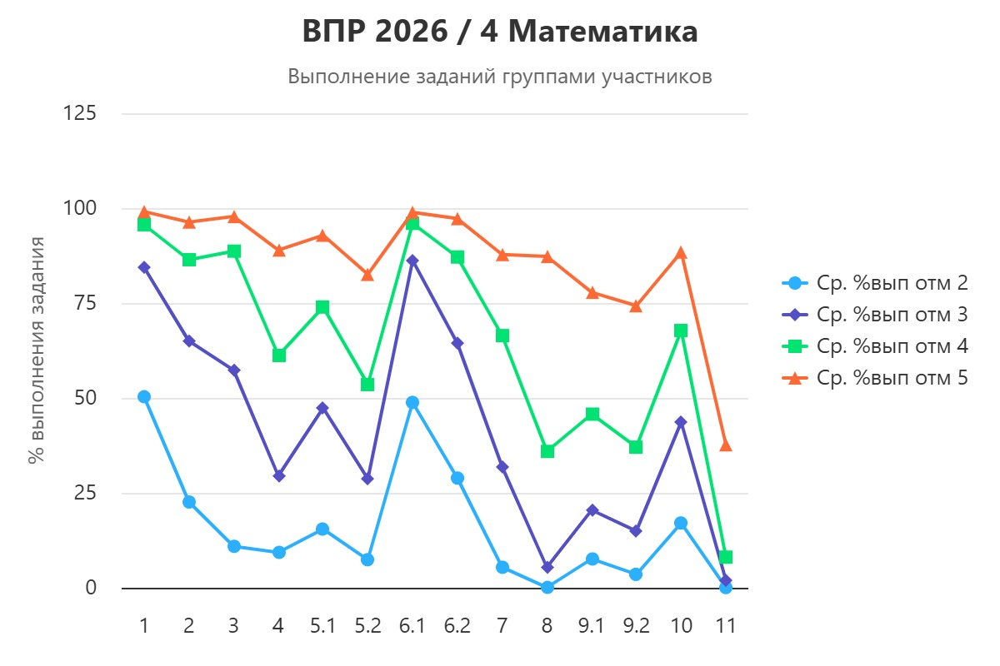 ВПР 2026 / 4 Математика
Выполнение заданий группами участников
% выполнения задания
125
100
75
50
25
0
1 2 3 4 5.1 5.2 6.1 6.2 7 8 9.1 9.2 10 11
Ср. %вып отм 2
Ср. %вып отм 3
Ср. %вып отм 4
Ср. %вып отм 5